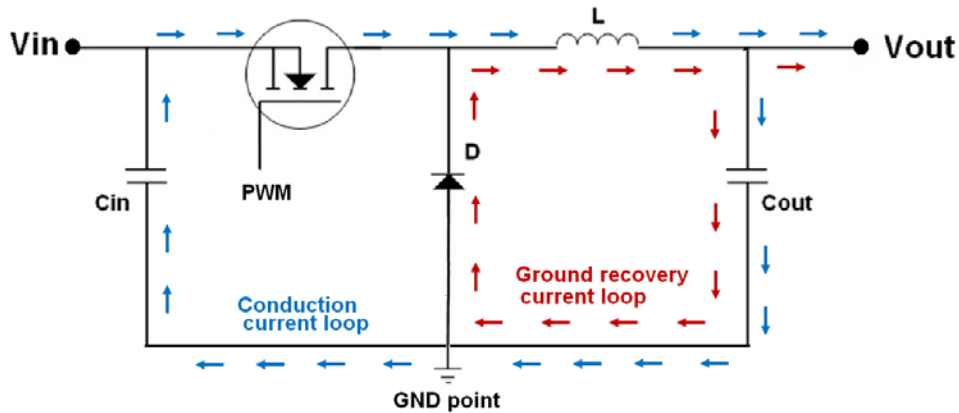 L
Vin
Vout
D
PWM
Cin
Cout
Ground recovery
current loop
Conduction
current loop
GND point